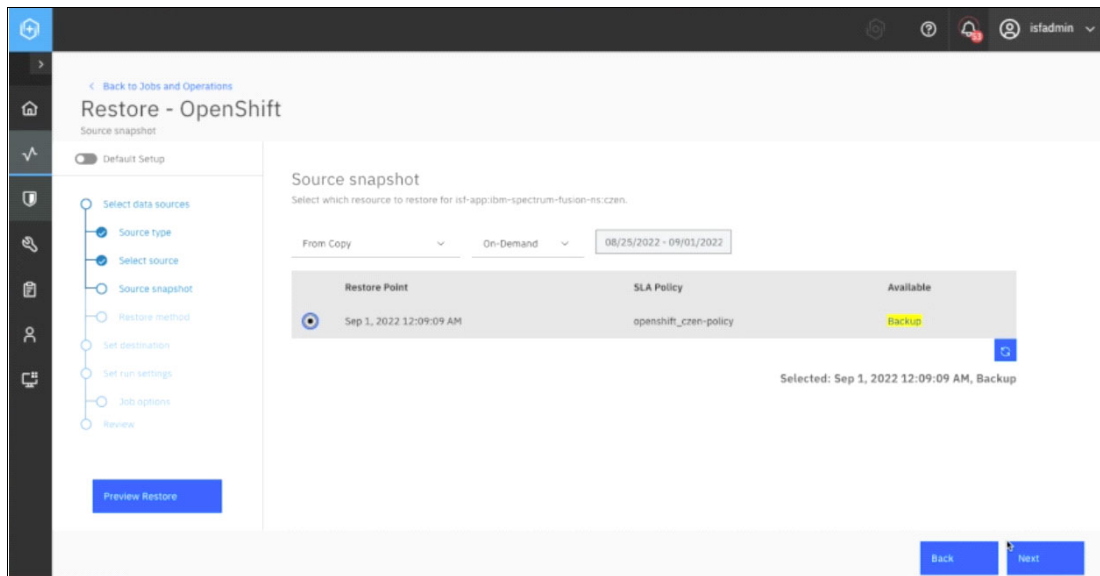 isfadmin
Back to Jobs and Operations
Restore - OpenShift
Source snapshot
Default Setup
Select data sources
Source type
Select source
Source snapshot
Restore method
Set destination
Set run settings
Job options
Review
Preview Restore
Source snapshot
Select which resource to restore for isf-app:ibm-spectrum-fusion-ns:czen.
From Copy On-Demand 08/25/2022 - 09/01/2022
Restore Point SLA Policy Available
Sep 1, 2022 12:09:09 AM openshift_czen-policy Backup
Selected: Sep 1, 2022 12:09:09 AM, Backup
Back Next